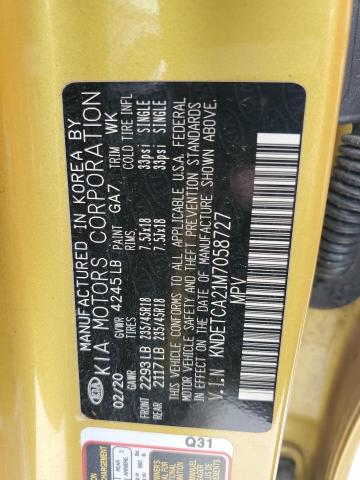 MANUFACTURED IN KOREA BY
KIA MOTORS CORPORATION
KIA
02/20 GVWR 4245LB PAINT GA7 TRIM WK
GAWR TIRES RIMS COLD TIRE INFL
FRONT 2293LB 235/45R18 7.5JX18 33psi SINGLE
REAR 2117LB 235/45R18 7.5JX18 33psi SINGLE
THIS VEHICLE CONFORMS TO ALL APPLICABLE U.S.A. FEDERAL
MOTOR VEHICLE SAFETY AND THEFT PREVENTION STANDARDS
IN EFFECT ON THE DATE OF MANUFACTURE SHOWN ABOVE.
V.I.N KNDETCA21M7058727
MPV
Q31